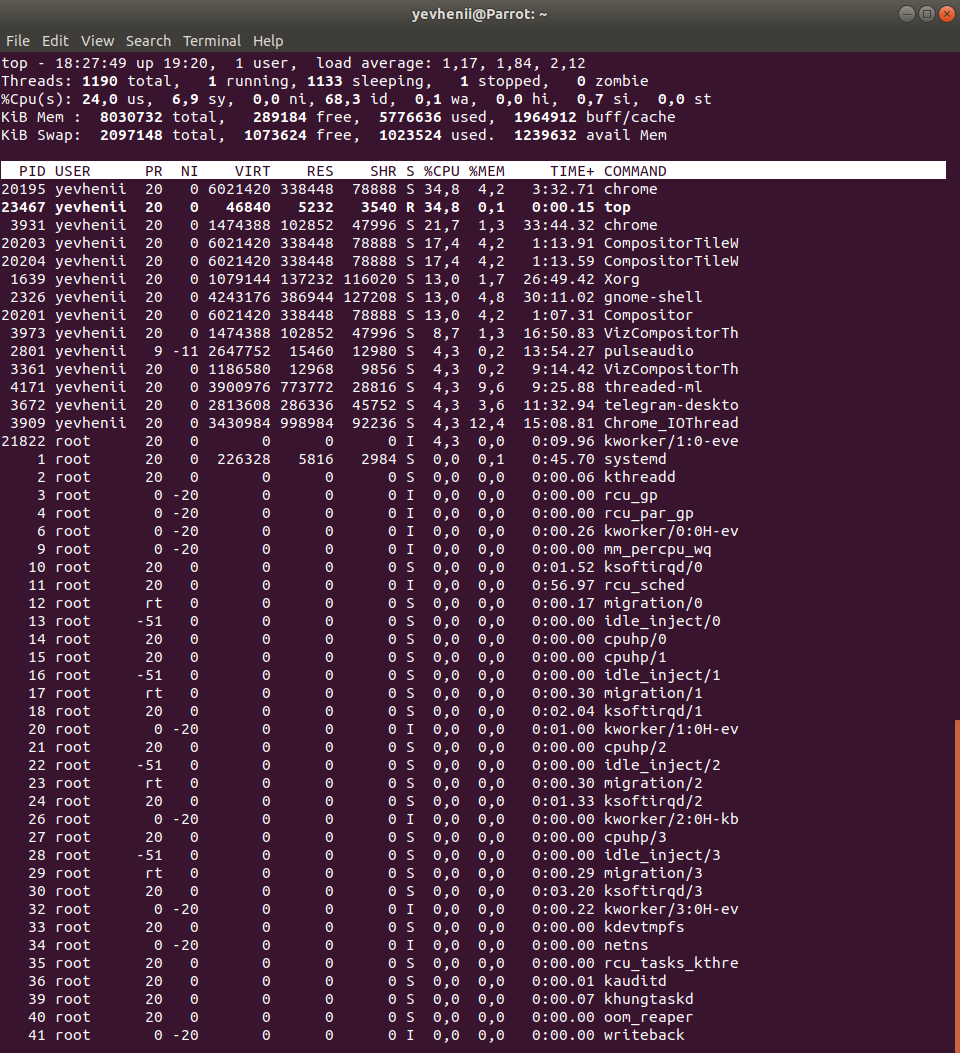 yevhenii@Parrot: ~
File Edit View Search Terminal Help
top - 18:27:49 up 19:20,  1 user,  load average: 1,17, 1,84, 2,12
Threads: 1190 total,   1 running, 1133 sleeping,   1 stopped,   0 zombie
%Cpu(s): 24,0 us,  6,9 sy,  0,0 ni, 68,3 id,  0,1 wa,  0,0 hi,  0,7 si,  0,0 st
KiB Mem :  8030732 total,   289184 free,  5776636 used,  1964912 buff/cache
KiB Swap:  2097148 total,  1073624 free,  1023524 used.  1239632 avail Mem
PID USER PR NI VIRT RES SHR S %CPU %MEM TIME+ COMMAND
20195 yevhenii 20 0 6021420 338448 78888 S 34,8 4,2 3:32.71 chrome
23467 yevhenii 20 0 46840 5232 3540 R 34,8 0,1 0:00.15 top
3931 yevhenii 20 0 1474388 102852 47996 S 21,7 1,3 33:44.32 chrome
20203 yevhenii 20 0 6021420 338448 78888 S 17,4 4,2 1:13.91 CompositorTileW
20204 yevhenii 20 0 6021420 338448 78888 S 17,4 4,2 1:13.59 CompositorTileW
1639 yevhenii 20 0 1079144 137232 116020 S 13,0 1,7 26:49.42 Xorg
2326 yevhenii 20 0 4243176 386944 127208 S 13,0 4,8 30:11.02 gnome-shell
20201 yevhenii 20 0 6021420 338448 78888 S 13,0 4,2 1:07.31 Compositor
3973 yevhenii 20 0 1474388 102852 47996 S 8,7 1,3 16:50.83 VizCompositorTh
2801 yevhenii 9 -11 2647752 15460 12980 S 4,3 0,2 13:54.27 pulseaudio
3361 yevhenii 20 0 1186580 12968 9856 S 4,3 0,2 9:14.42 VizCompositorTh
4171 yevhenii 20 0 3900976 773772 28816 S 4,3 9,6 9:25.88 threaded-ml
3672 yevhenii 20 0 2813608 286336 45752 S 4,3 3,6 11:32.94 telegram-deskto
3909 yevhenii 20 0 3430984 998984 92236 S 4,3 12,4 15:08.81 Chrome_IOThread
21822 root 20 0 0 0 0 I 4,3 0,0 0:09.96 kworker/1:0-eve
1 root 20 0 226328 5816 2984 S 0,0 0,1 0:45.70 systemd
2 root 20 0 0 0 0 S 0,0 0,0 0:00.06 kthreadd
3 root 0 -20 0 0 0 I 0,0 0,0 0:00.00 rcu_gp
4 root 0 -20 0 0 0 I 0,0 0,0 0:00.00 rcu_par_gp
6 root 0 -20 0 0 0 I 0,0 0,0 0:00.26 kworker/0:0H-ev
9 root 0 -20 0 0 0 I 0,0 0,0 0:00.00 mm_percpu_wq
10 root 20 0 0 0 0 S 0,0 0,0 0:01.52 ksoftirqd/0
11 root 20 0 0 0 0 I 0,0 0,0 0:56.97 rcu_sched
12 root rt 0 0 0 0 S 0,0 0,0 0:00.17 migration/0
13 root -51 0 0 0 0 S 0,0 0,0 0:00.00 idle_inject/0
14 root 20 0 0 0 0 S 0,0 0,0 0:00.00 cpuhp/0
15 root 20 0 0 0 0 S 0,0 0,0 0:00.00 cpuhp/1
16 root -51 0 0 0 0 S 0,0 0,0 0:00.00 idle_inject/1
17 root rt 0 0 0 0 S 0,0 0,0 0:00.30 migration/1
18 root 20 0 0 0 0 S 0,0 0,0 0:02.04 ksoftirqd/1
20 root 0 -20 0 0 0 I 0,0 0,0 0:01.00 kworker/1:0H-ev
21 root 20 0 0 0 0 S 0,0 0,0 0:00.00 cpuhp/2
22 root -51 0 0 0 0 S 0,0 0,0 0:00.00 idle_inject/2
23 root rt 0 0 0 0 S 0,0 0,0 0:00.30 migration/2
24 root 20 0 0 0 0 S 0,0 0,0 0:01.33 ksoftirqd/2
26 root 0 -20 0 0 0 I 0,0 0,0 0:00.00 kworker/2:0H-kb
27 root 20 0 0 0 0 S 0,0 0,0 0:00.00 cpuhp/3
28 root -51 0 0 0 0 S 0,0 0,0 0:00.00 idle_inject/3
29 root rt 0 0 0 0 S 0,0 0,0 0:00.29 migration/3
30 root 20 0 0 0 0 S 0,0 0,0 0:03.20 ksoftirqd/3
32 root 0 -20 0 0 0 I 0,0 0,0 0:00.22 kworker/3:0H-ev
33 root 20 0 0 0 0 S 0,0 0,0 0:00.00 kdevtmpfs
34 root 0 -20 0 0 0 I 0,0 0,0 0:00.00 netns
35 root 20 0 0 0 0 S 0,0 0,0 0:00.00 rcu_tasks_kthre
36 root 20 0 0 0 0 S 0,0 0,0 0:00.01 kauditd
39 root 20 0 0 0 0 S 0,0 0,0 0:00.07 khungtaskd
40 root 20 0 0 0 0 S 0,0 0,0 0:00.00 oom_reaper
41 root 0 -20 0 0 0 I 0,0 0,0 0:00.00 writeback